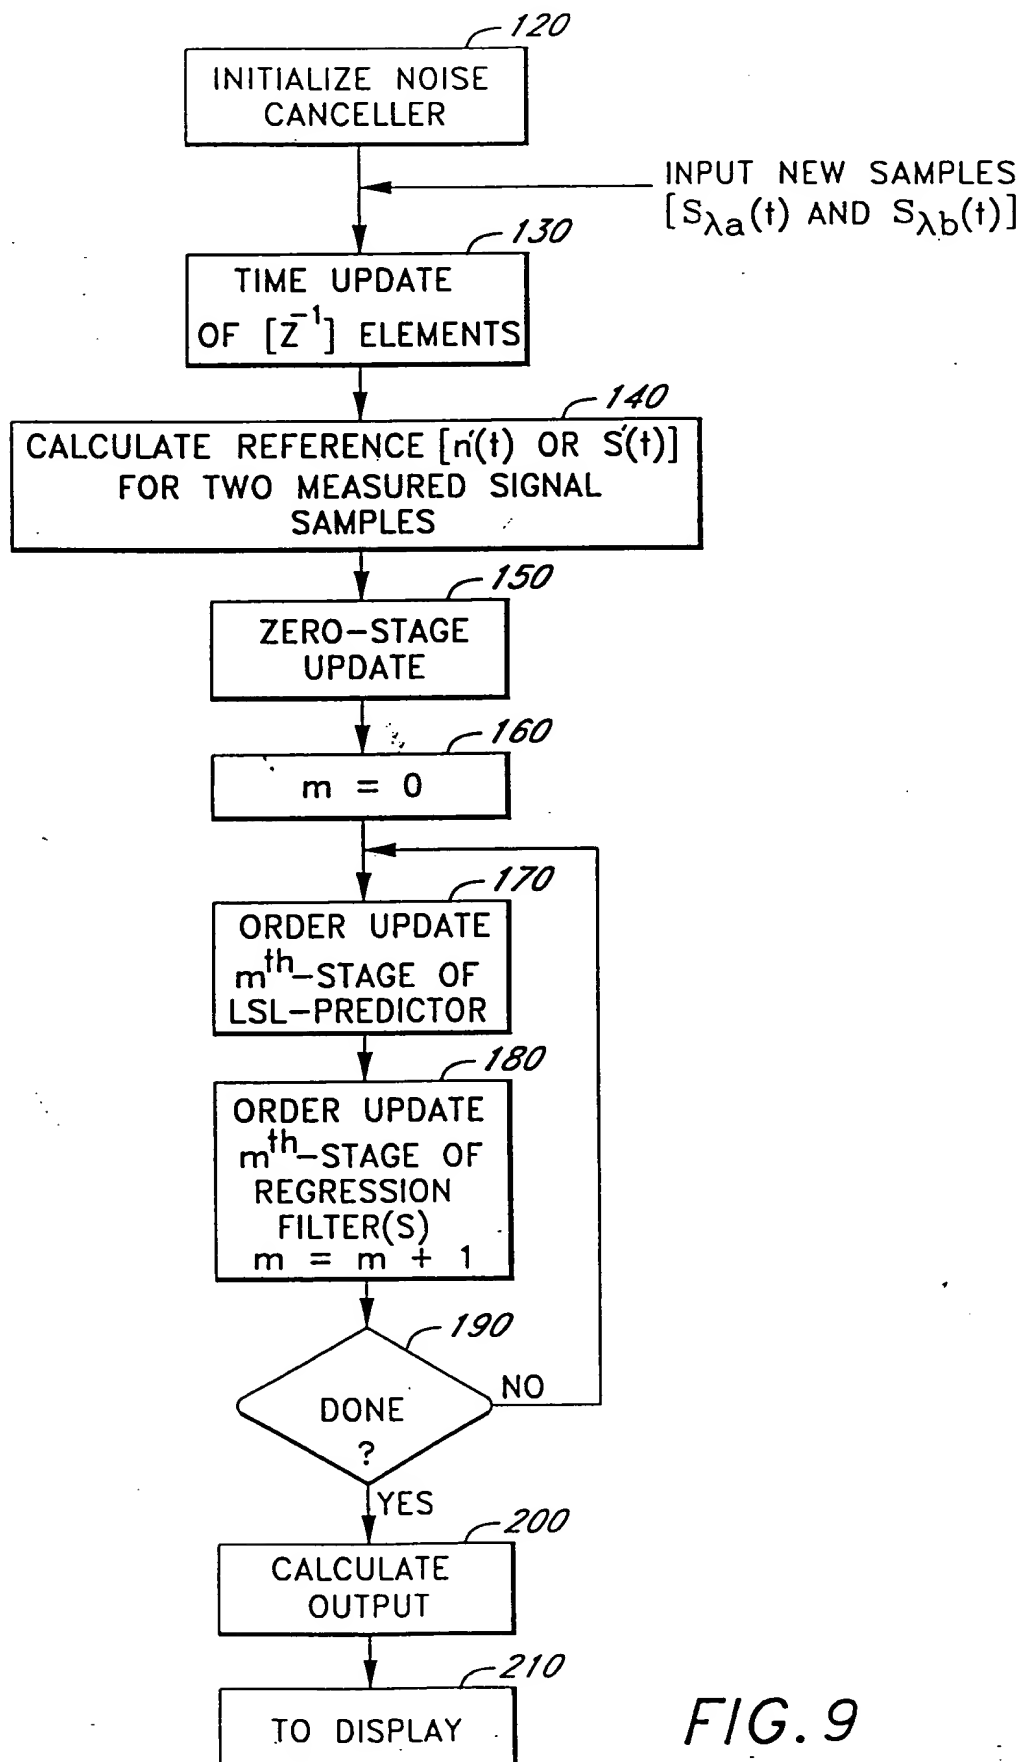 120
INITIALIZE NOISE
CANCELLER
INPUT NEW SAMPLES
[Sλa(t) AND Sλb(t)]
130
TIME UPDATE
OF [Z⁻¹] ELEMENTS
140
CALCULATE REFERENCE [n'(t) OR S'(t)]
FOR TWO MEASURED SIGNAL
SAMPLES
150
ZERO-STAGE
UPDATE
160
m = 0
170
ORDER UPDATE
mᵗʰ-STAGE OF
LSL-PREDICTOR
180
ORDER UPDATE
mᵗʰ-STAGE OF
REGRESSION
FILTER(S)
m = m + 1
190
DONE
?
NO
YES
200
CALCULATE
OUTPUT
210
TO DISPLAY
FIG. 9